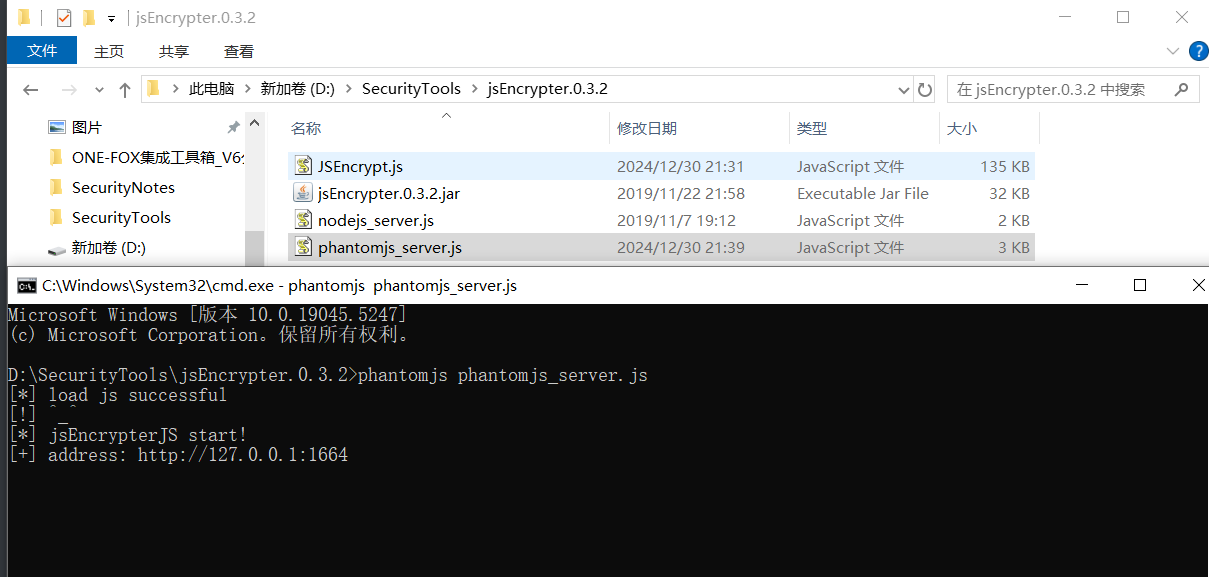 jsEncrypter.0.3.2
文件 主页 共享 查看
此电脑 新加卷 (D:) SecurityTools jsEncrypter.0.3.2 在 jsEncrypter.0.3.2 中搜索
图片 名称 修改日期 类型 大小
ONE-FOX集成工具箱_V6 JSEncrypt.js 2024/12/30 21:31 JavaScript 文件 135 KB
SecurityNotes jsEncrypter.0.3.2.jar 2019/11/22 21:58 Executable Jar File 32 KB
SecurityTools nodejs_server.js 2019/11/7 19:12 JavaScript 文件 2 KB
新加卷 (D:) phantomjs_server.js 2024/12/30 21:39 JavaScript 文件 3 KB
C:\Windows\System32\cmd.exe - phantomjs phantomjs_server.js
Microsoft Windows [版本 10.0.19045.5247]
(c) Microsoft Corporation。保留所有权利。
D:\SecurityTools\jsEncrypter.0.3.2>phantomjs phantomjs_server.js
[*] load js successful
[!] ^_^
[*] jsEncrypterJS start!
[+] address: http://127.0.0.1:1664